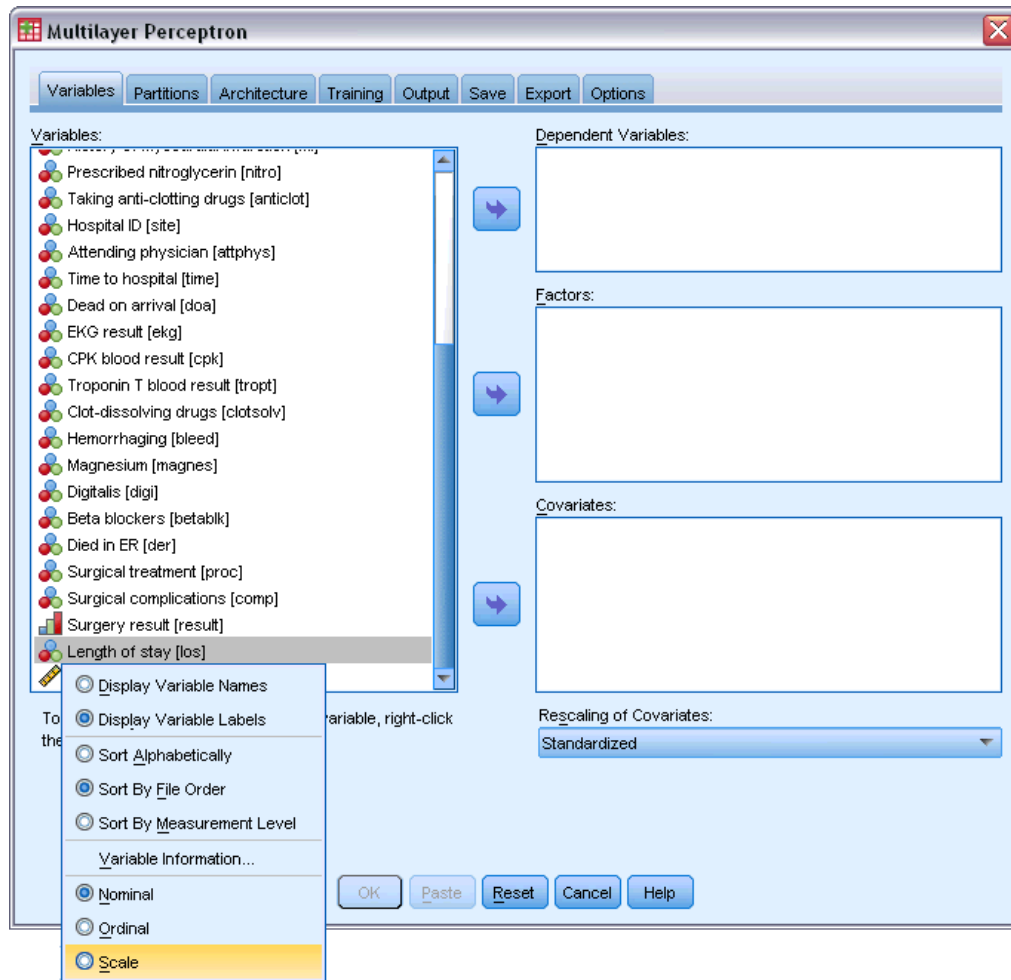 Multilayer Perceptron
Variables Partitions Architecture Training Output Save Export Options
Variables:
Prescribed nitroglycerin [nitro]
Taking anti-clotting drugs [anticlot]
Hospital ID [site]
Attending physician [attphys]
Time to hospital [time]
Dead on arrival [doa]
EKG result [ekg]
CPK blood result [cpk]
Troponin T blood result [tropt]
Clot-dissolving drugs [clotsolv]
Hemorrhaging [bleed]
Magnesium [magnes]
Digitalis [digi]
Beta blockers [betablk]
Died in ER [der]
Surgical treatment [proc]
Surgical complications [comp]
Surgery result [result]
Length of stay [los]
To
variable, right-click
the
Display Variable Names
Display Variable Labels
Sort Alphabetically
Sort By File Order
Sort By Measurement Level
Variable Information...
Nominal
Ordinal
Scale
Dependent Variables:
Factors:
Covariates:
Rescaling of Covariates:
Standardized
OK Paste Reset Cancel Help